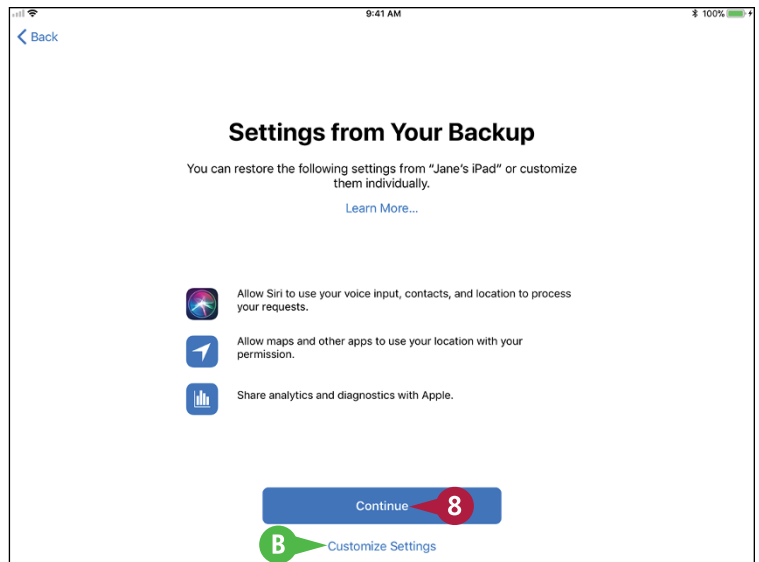 9:41 AM
100%
Back
Settings from Your Backup
You can restore the following settings from “Jane’s iPad” or customize
them individually.
Learn More...
Allow Siri to use your voice input, contacts, and location to process
your requests.
Allow maps and other apps to use your location with your
permission.
Share analytics and diagnostics with Apple.
Continue 8
B Customize Settings